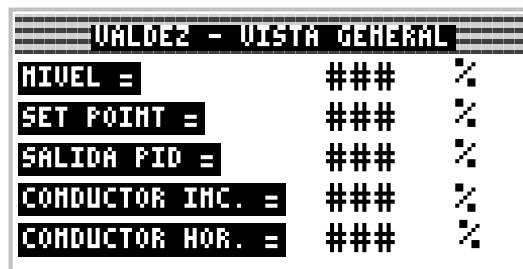 VALDEZ - VISTA GENERAL
NIVEL = ### %
SET POINT = ### %
SALIDA PID = ### %
CONDUCTOR INC. = ### %
CONDUCTOR HOR. = ### %